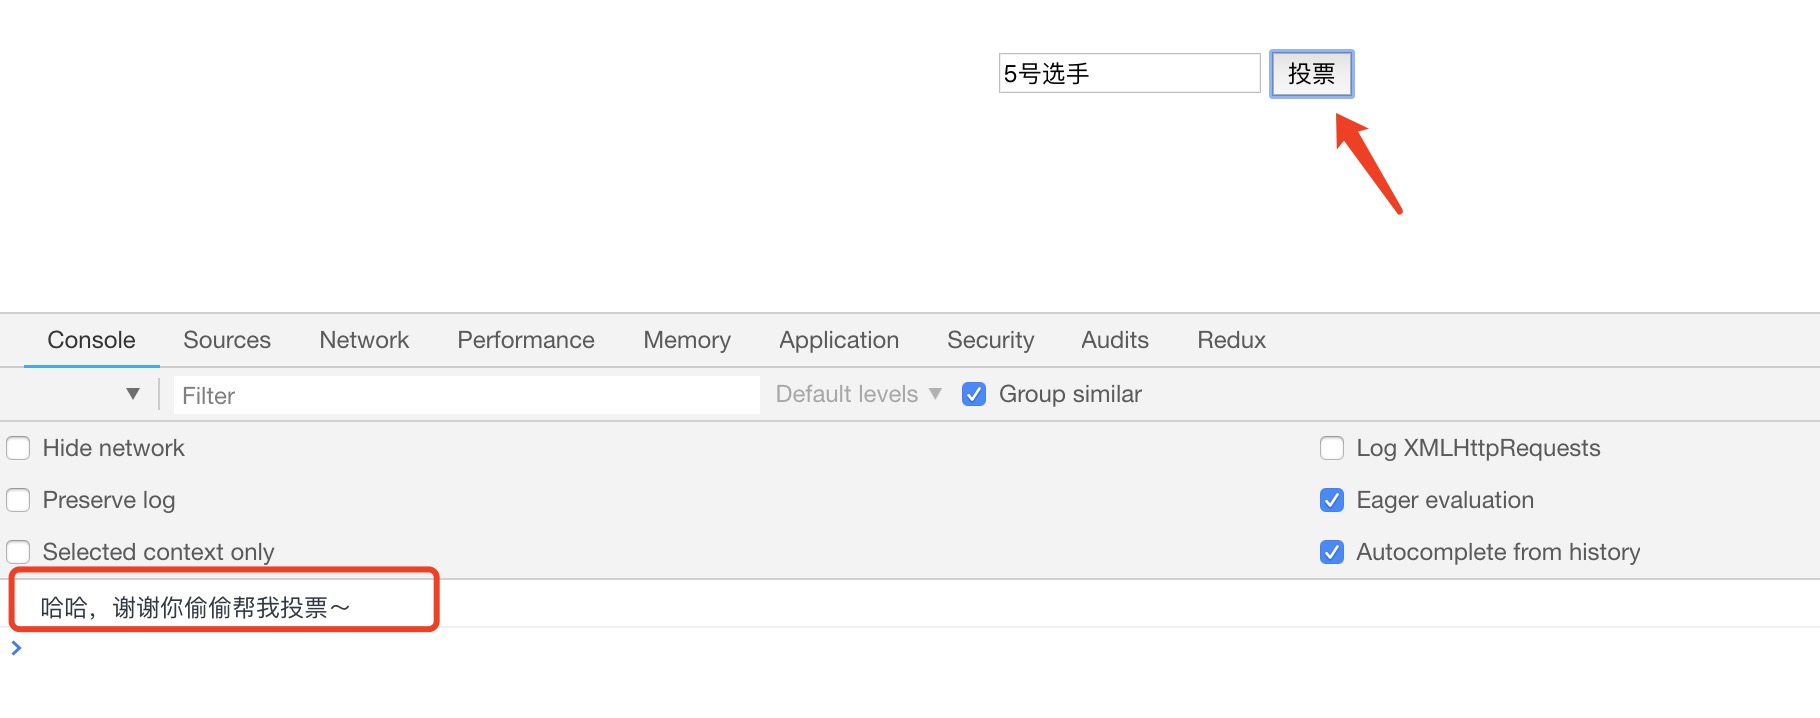 5号选手 投票
Console Sources Network Performance Memory Application Security Audits Redux
Filter Default levels Group similar
Hide network Log XMLHttpRequests
Preserve log Eager evaluation
Selected context only Autocomplete from history
哈哈，谢谢你偷偷帮我投票～